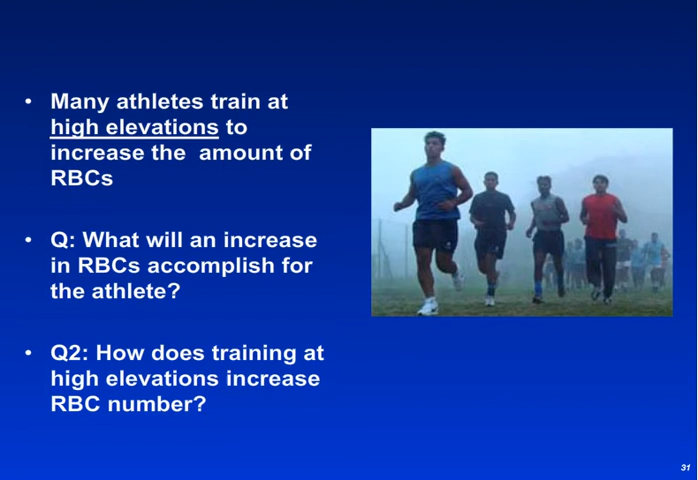 • Many athletes train at
high elevations to
increase the amount of
RBCs
• Q: What will an increase
in RBCs accomplish for
the athlete?
• Q2: How does training at
high elevations increase
RBC number?
31